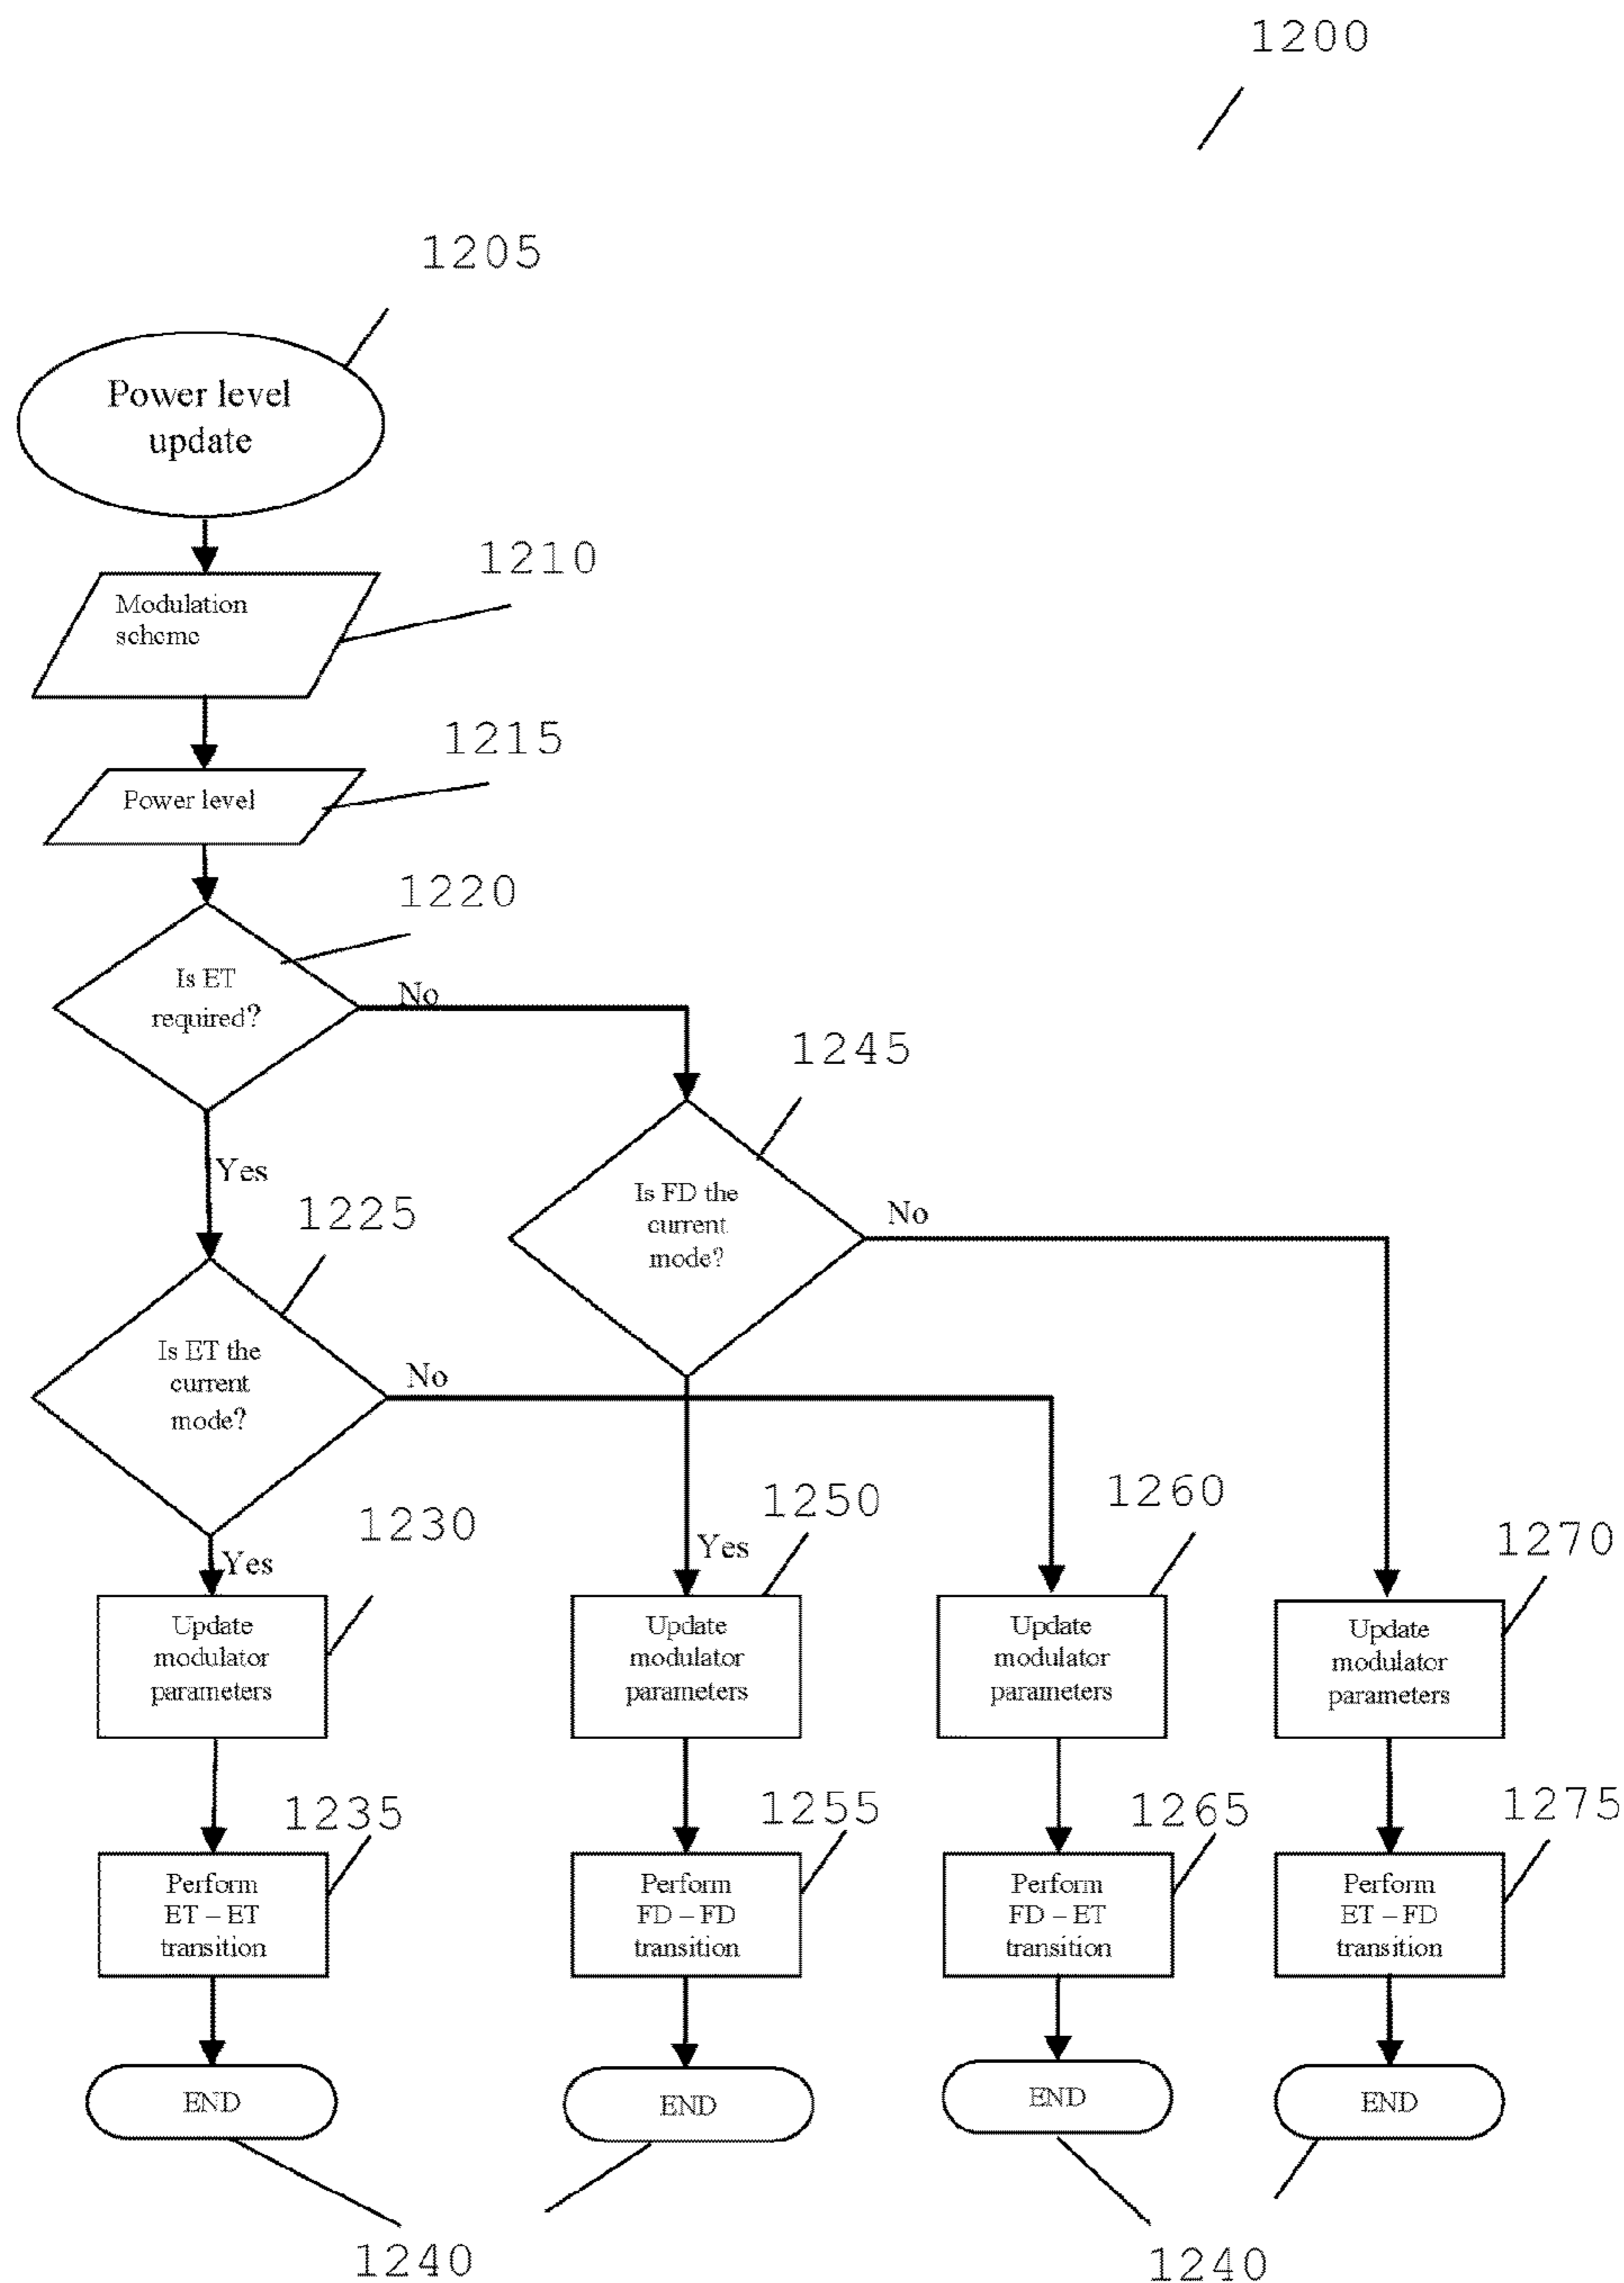 1200
1205
Power level
update
1210
Modulation
scheme
1215
Power level
1220
Is ET
required?
No
1245
Yes
Is FD the
current
mode?
No
1225
Is ET the
current
mode?
No
1230
1250
1260
1270
Yes
Yes
Update
modulator
parameters
Update
modulator
parameters
Update
modulator
parameters
Update
modulator
parameters
1235
1255
1265
1275
Perform
ET – ET
transition
Perform
FD – FD
transition
Perform
FD – ET
transition
Perform
ET – FD
transition
END
END
END
END
1240
1240